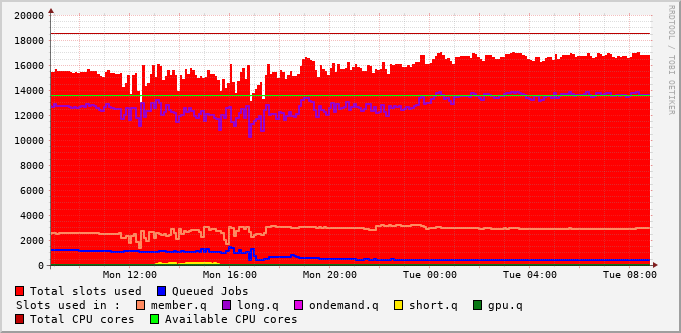 RRDTOOL / TOBI OETIKER
20000
18000
16000
14000
12000
10000
8000
6000
4000
2000
0
Mon 12:00 Mon 16:00 Mon 20:00 Tue 00:00 Tue 04:00 Tue 08:00
Total slots used Queued Jobs
Slots used in : member.q long.q ondemand.q short.q gpu.q
Total CPU cores Available CPU cores